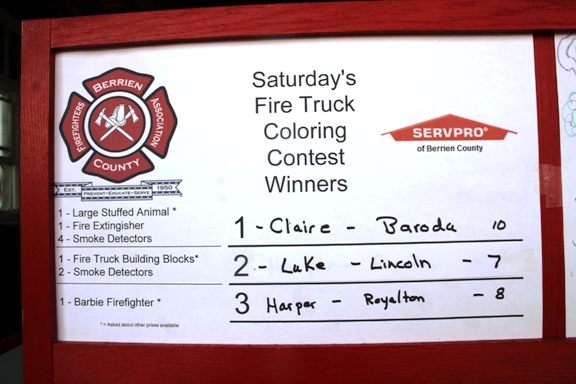 BERRIEN
FIREFIGHTERS
ASSOCIATION
COUNTY
EST. 1950
PREVENT-EDUCATE-SERVE
Saturday's
Fire Truck
Coloring
Contest
Winners
SERVPRO®
of Berrien County
1 - Large Stuffed Animal *
1 - Fire Extingisher
4 - Smoke Detectors
1 - Fire Truck Building Blocks*
2 - Smoke Detectors
1 - Barbie Firefighter *
* = Asked about other prizes available
1 - Claire - Baroda 10
2 - Luke - Lincoln - 7
3 Harper - Royalton - 8